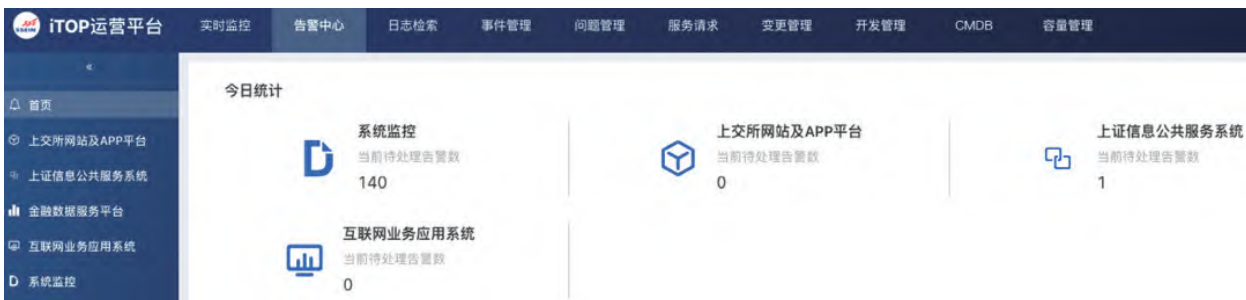 iTOP运营平台
实时监控 告警中心 日志检索 事件管理 问题管理 服务请求 变更管理 开发管理 CMDB 容量管理
«
首页
上交所网站及APP平台
上证信息公共服务系统
金融数据服务平台
互联网业务应用系统
系统监控
今日统计
系统监控
当前待处理告警数
140
上交所网站及APP平台
当前待处理告警数
0
上证信息公共服务系统
当前待处理告警数
1
互联网业务应用系统
当前待处理告警数
0